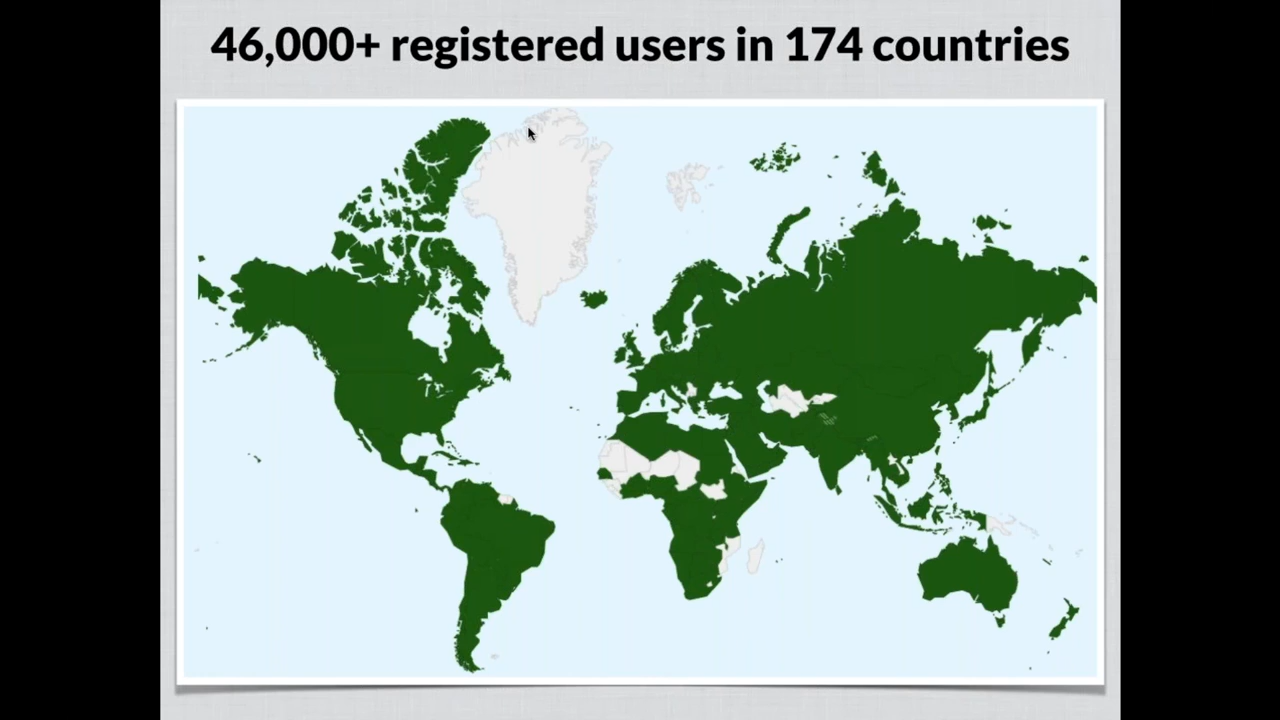 46,000+ registered users in 174 countries